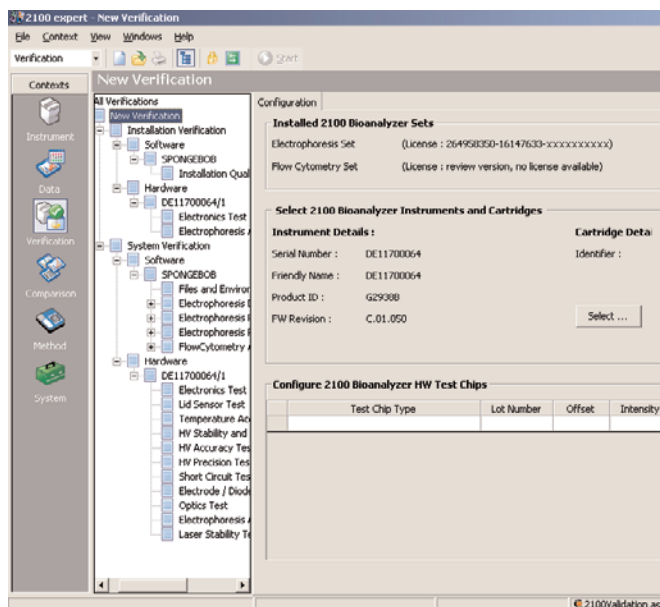 2100 expert - New Verification
File Context View Windows Help
Verification Start
Contexts
New Verification
Instrument
Data
Verification
Comparison
Method
System
All Verifications
New Verification
Installation Verification
Software
SPONGEBOB
Installation Qual
Hardware
DE11700064/1
Electronics Test
Electrophoresis A
System Verification
Software
SPONGEBOB
Files and Environ
Electrophoresis
Electrophoresis
Electrophoresis
FlowCytometry
Hardware
DE11700064/1
Electronics Test
Lid Sensor Test
Temperature Acc
HV Stability and
HV Accuracy Tes
HV Precision Tes
Short Circuit Tes
Electrode / Diode
Optics Test
Electrophoresis A
Laser Stability Te
Configuration
Installed 2100 Bioanalyzer Sets
Electrophoresis Set (License : 264958350-16147633-xxxxxxxxxx)
Flow Cytometry Set (License : review version, no license available)
Select 2100 Bioanalyzer Instruments and Cartridges
Instrument Details : Cartridge Detai
Serial Number : DE11700064 Identifier :
Friendly Name : DE11700064
Product ID : G2938B
FW Revision : C.01.050 Select ...
Configure 2100 Bioanalyzer HW Test Chips
Test Chip Type Lot Number Offset Intensity
2100Validation as